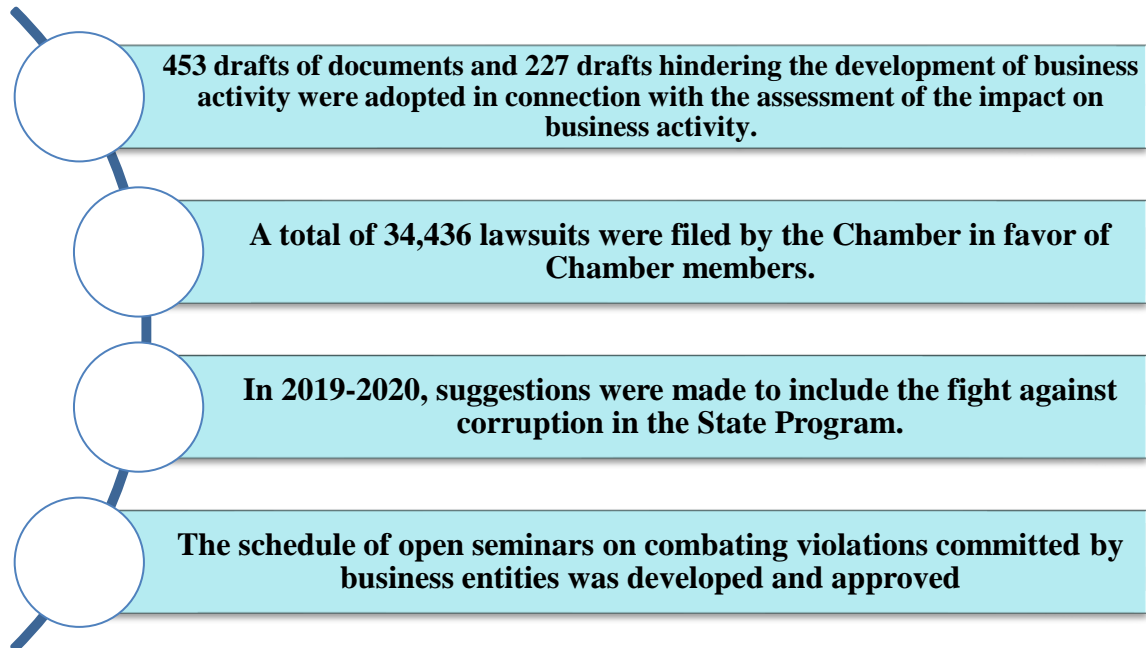 453 drafts of documents and 227 drafts hindering the development of business
activity were adopted in connection with the assessment of the impact on
business activity.
A total of 34,436 lawsuits were filed by the Chamber in favor of
Chamber members.
In 2019-2020, suggestions were made to include the fight against
corruption in the State Program.
The schedule of open seminars on combating violations committed by
business entities was developed and approved